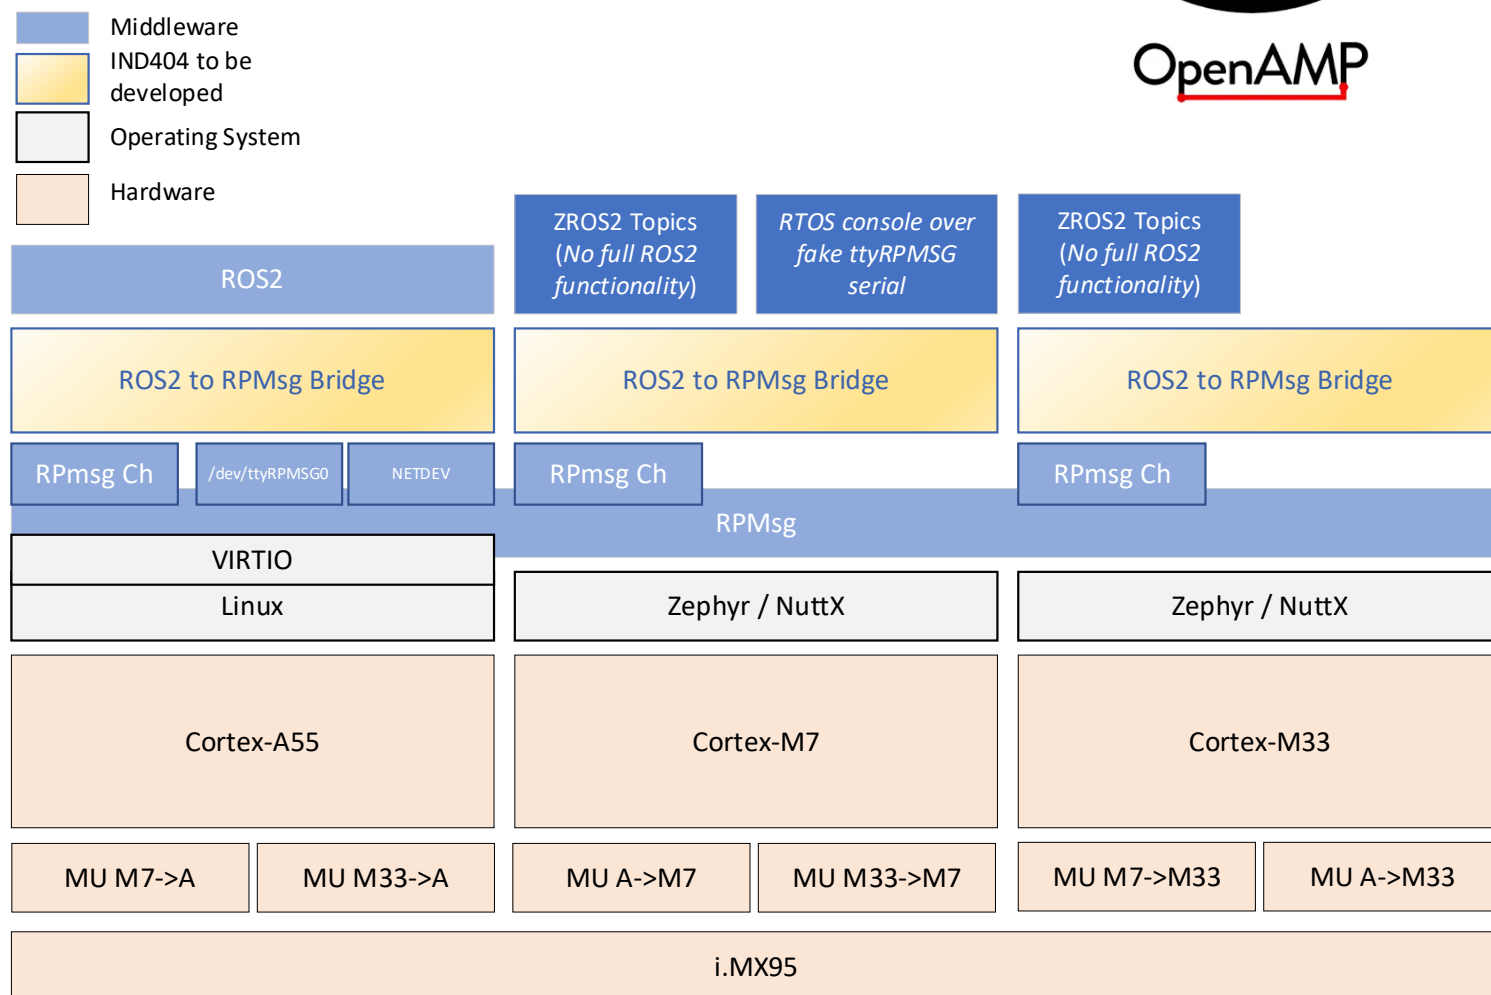 Middleware
IND404 to be
developed
Operating System
Hardware
OpenAMP
ZROS2 Topics
(No full ROS2
functionality)
RTOS console over
fake ttyRPMSG
serial
ZROS2 Topics
(No full ROS2
functionality)
ROS2
ROS2 to RPMsg Bridge
ROS2 to RPMsg Bridge
ROS2 to RPMsg Bridge
RPmsg Ch
/dev/ttyRPMSG0
NETDEV
RPmsg Ch
RPmsg Ch
RPMsg
VIRTIO
Linux
Zephyr / NuttX
Zephyr / NuttX
Cortex-A55
Cortex-M7
Cortex-M33
MU M7->A
MU M33->A
MU A->M7
MU M33->M7
MU M7->M33
MU A->M33
i.MX95